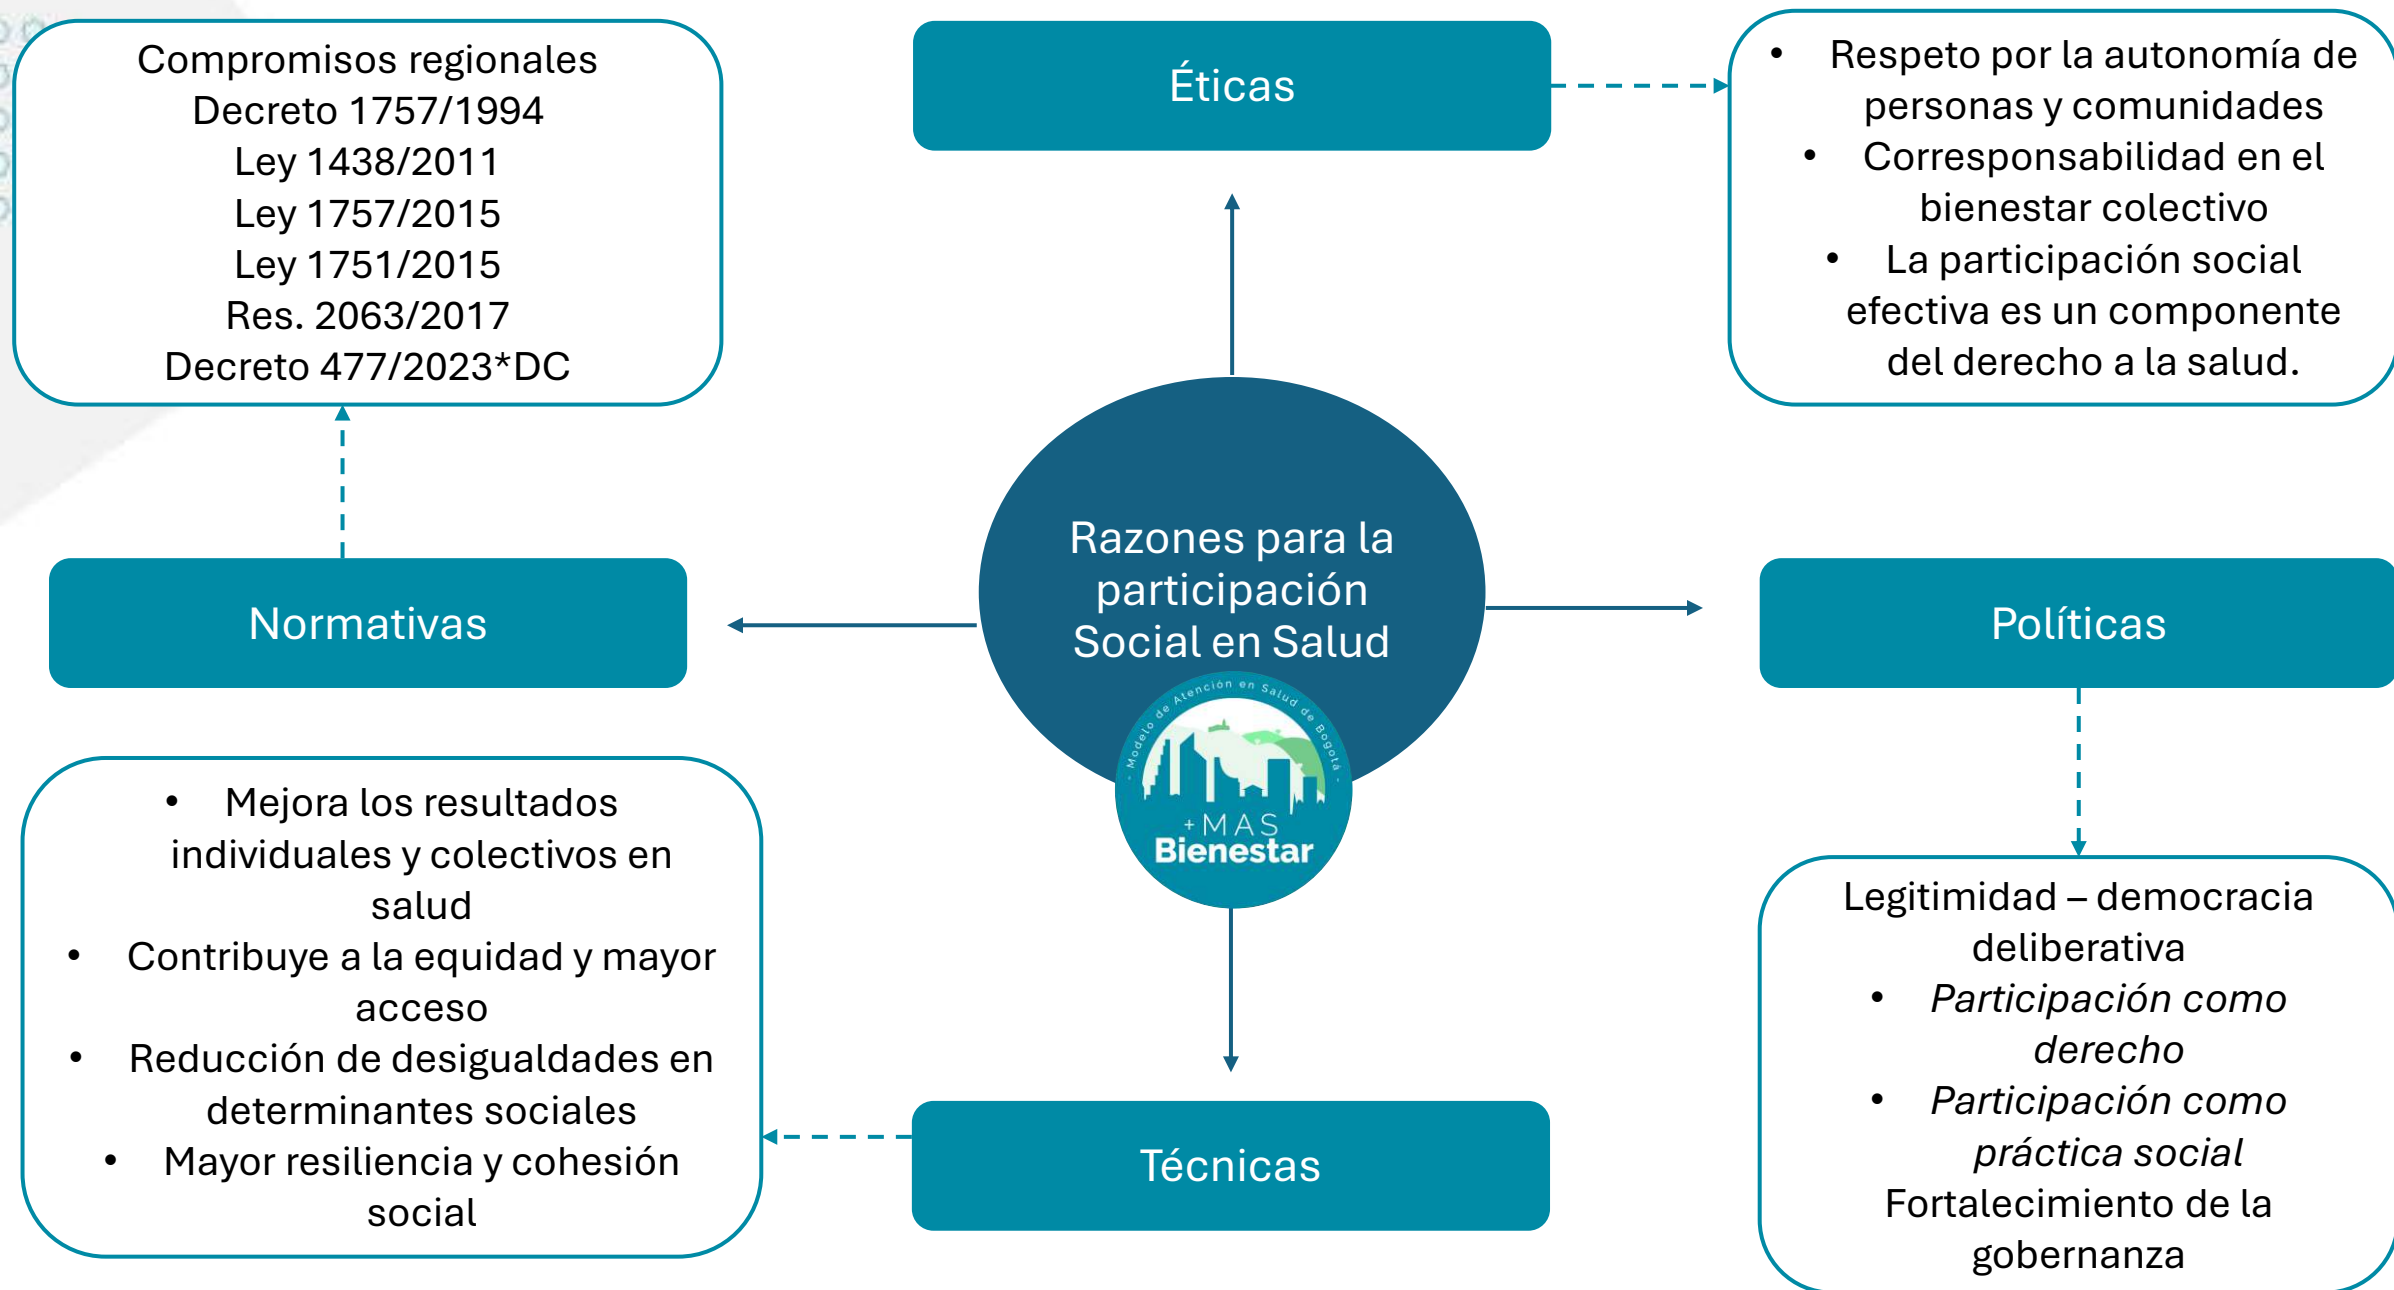 Compromisos regionales
Decreto 1757/1994
Ley 1438/2011
Ley 1757/2015
Ley 1751/2015
Res. 2063/2017
Decreto 477/2023*DC
Éticas
• Respeto por la autonomía de
personas y comunidades
• Corresponsabilidad en el
bienestar colectivo
• La participación social
efectiva es un componente
del derecho a la salud.
Normativas
Razones para la
participación
Social en Salud
- Modelo de Atención en Salud de Bogotá -
+MAS
Bienestar
Políticas
• Mejora los resultados
individuales y colectivos en
salud
• Contribuye a la equidad y mayor
acceso
• Reducción de desigualdades en
determinantes sociales
• Mayor resiliencia y cohesión
social
Técnicas
Legitimidad – democracia
deliberativa
• Participación como
derecho
• Participación como
práctica social
Fortalecimiento de la
gobernanza